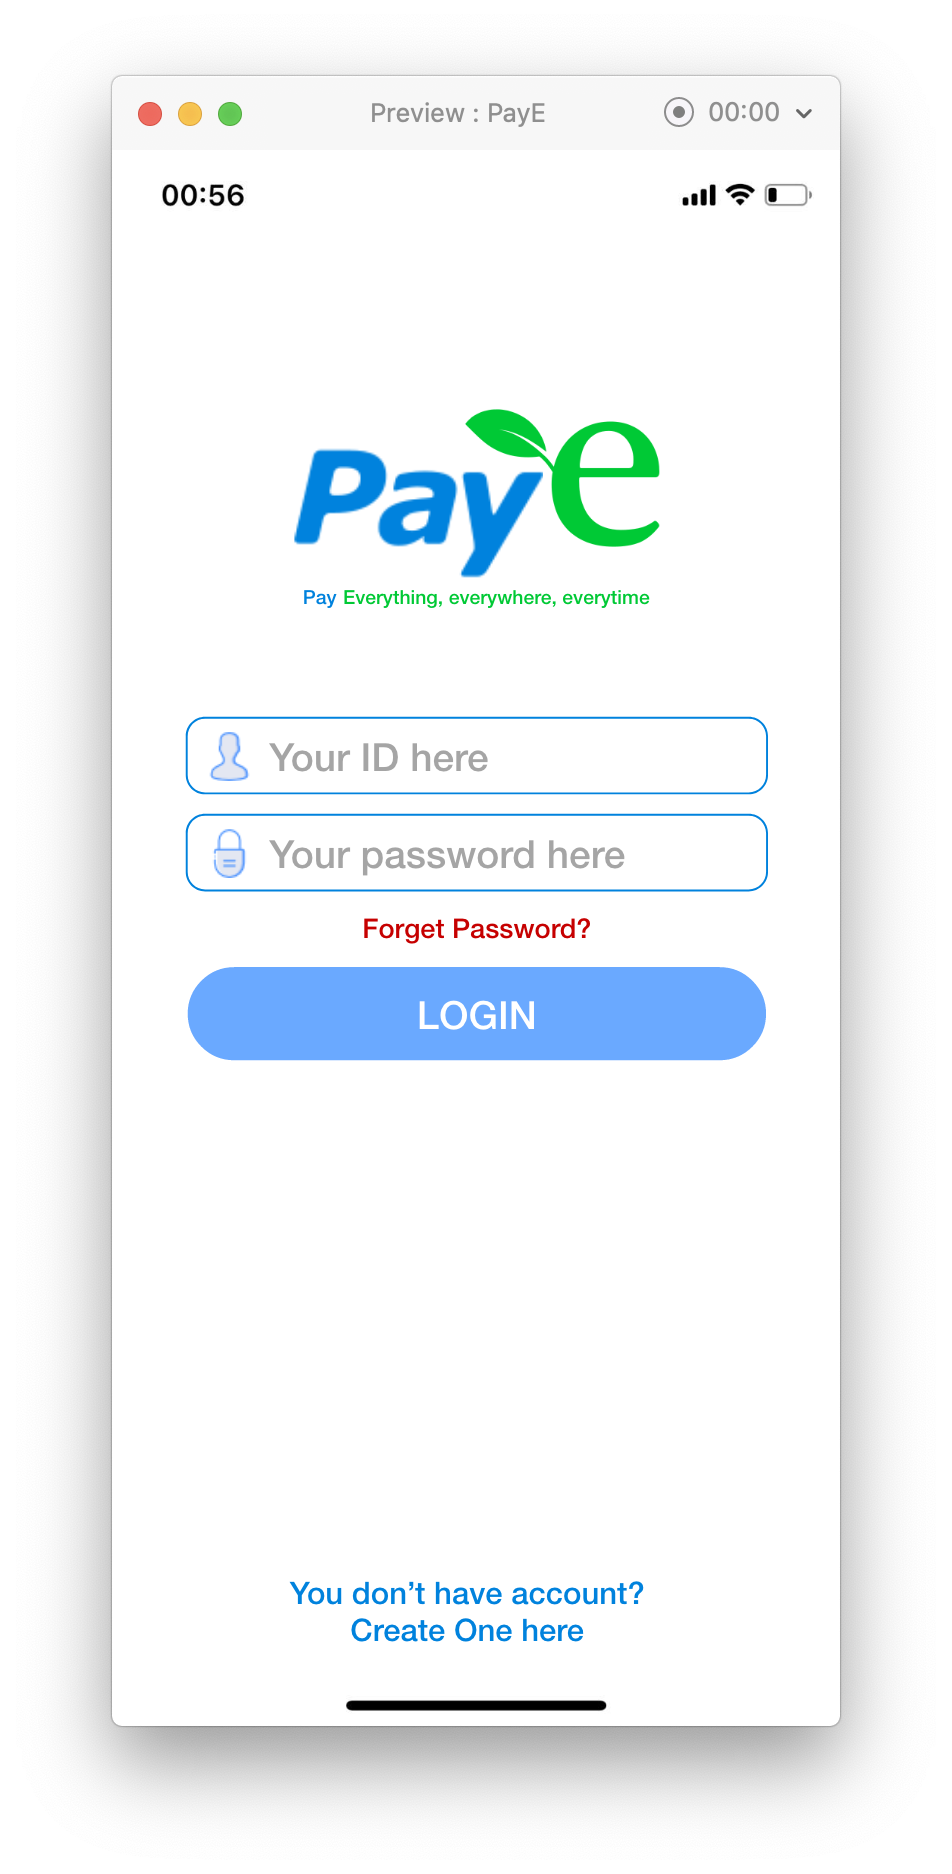 Preview : PayE
00:00
00:56
Paye
Pay Everything, everywhere, everytime
Your ID here
Your password here
Forget Password?
LOGIN
You don’t have account?
Create One here